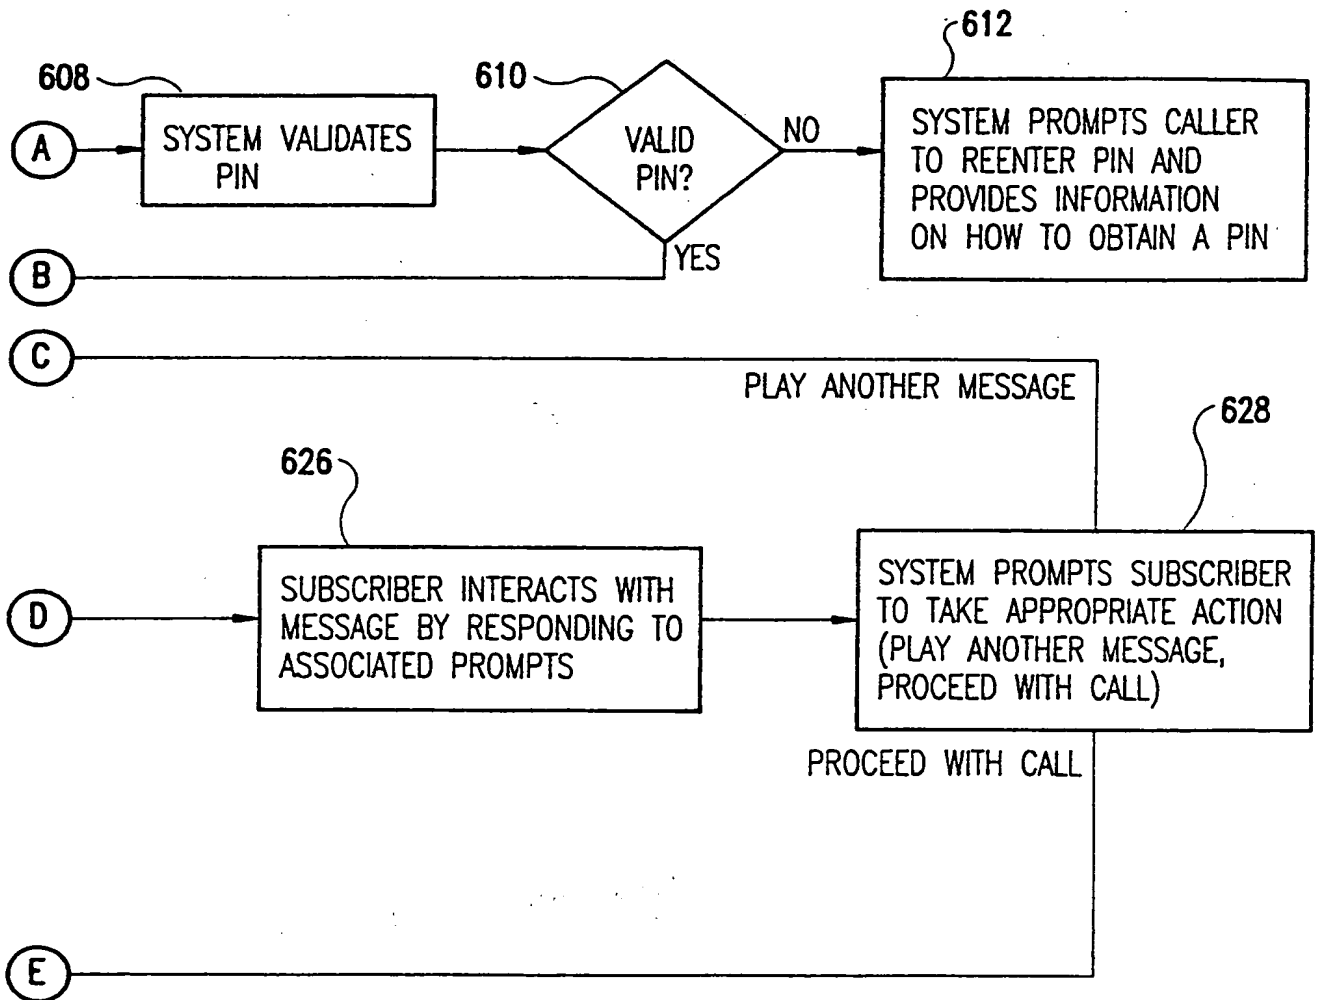 612
608
610
A
SYSTEM VALIDATES
PIN
VALID
PIN?
NO
SYSTEM PROMPTS CALLER
TO REENTER PIN AND
PROVIDES INFORMATION
ON HOW TO OBTAIN A PIN
YES
B
C
PLAY ANOTHER MESSAGE
628
626
D
SUBSCRIBER INTERACTS WITH
MESSAGE BY RESPONDING TO
ASSOCIATED PROMPTS
SYSTEM PROMPTS SUBSCRIBER
TO TAKE APPROPRIATE ACTION
(PLAY ANOTHER MESSAGE,
PROCEED WITH CALL)
PROCEED WITH CALL
E